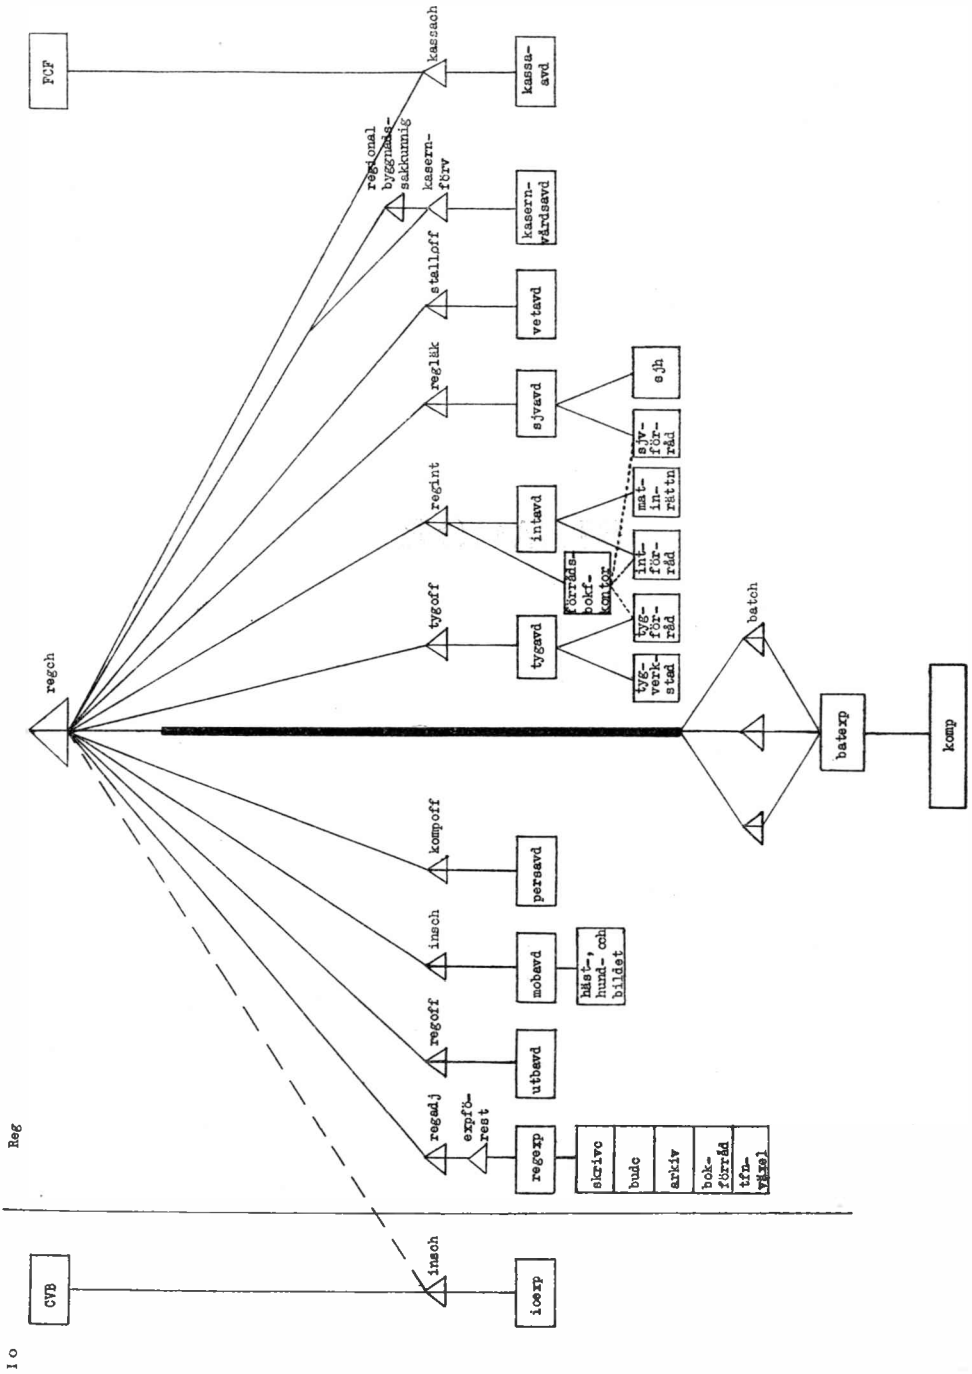 I o
Reg
CVB
regch
FCF
insch
regadj
regoff
insch
kompoff
tygoff
regint
regläk
stalloff
regional
byggnads-
sakkunnig
kasern-
förv
kassach
expfö-
rest
ioexp
regexp
utbavd
mobavd
persavd
tygavd
intavd
sjvavd
vetavd
kasern-
vårdsavd
kassa-
avd
skrivc
budc
arkiv
bok-
förråd
tfn-
växel
häst-,
hund- och
bildet
förråds-
bokf-
kontor
tyg-
verk-
stad
tyg-
för-
råd
int-
för-
råd
mat-
in-
rättn
sjv-
för-
råd
sjh
batch
batexp
komp